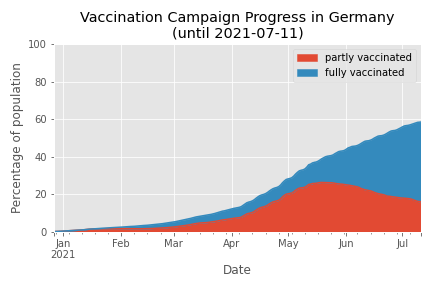 Vaccination Campaign Progress in Germany
(until 2021-07-11)
Percentage of population
100
80
60
40
20
0
partly vaccinated
fully vaccinated
Jan Feb Mar Apr May Jun Jul
2021
Date